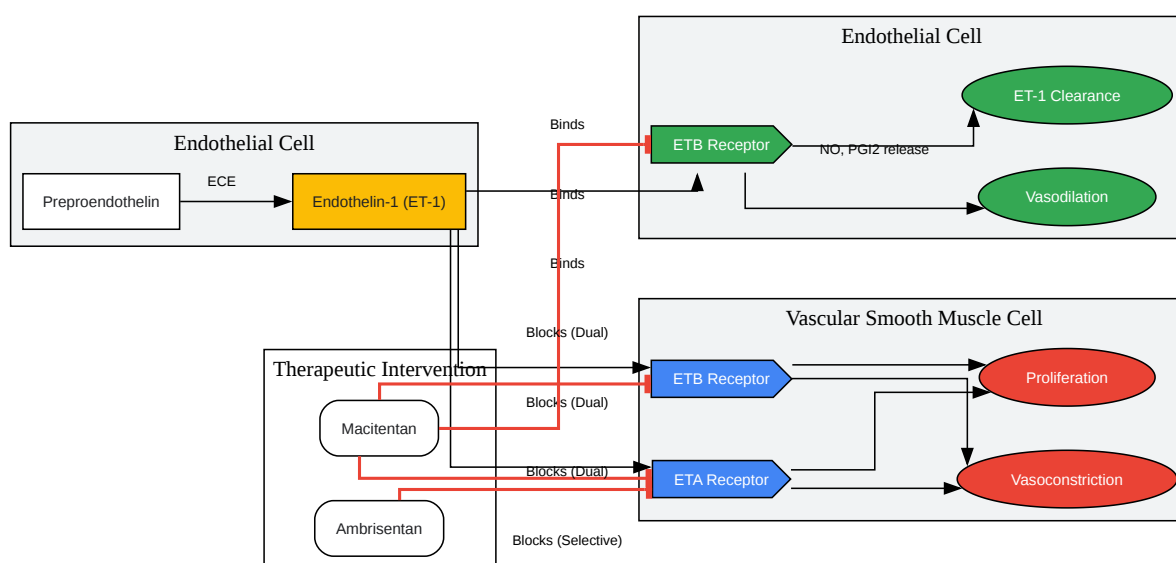 Endothelial Cell
ET-1 Clearance
Binds
Endothelial Cell
ETB Receptor
NO, PGI2 release
ECE
Preproendothelin
Endothelin-1 (ET-1)
Binds
Vasodilation
Binds
Vascular Smooth Muscle Cell
Blocks (Dual)
Therapeutic Intervention
ETB Receptor
Proliferation
Blocks (Dual)
Macitentan
Blocks (Dual)
ETA Receptor
Vasoconstriction
Ambrisentan
Blocks (Selective)